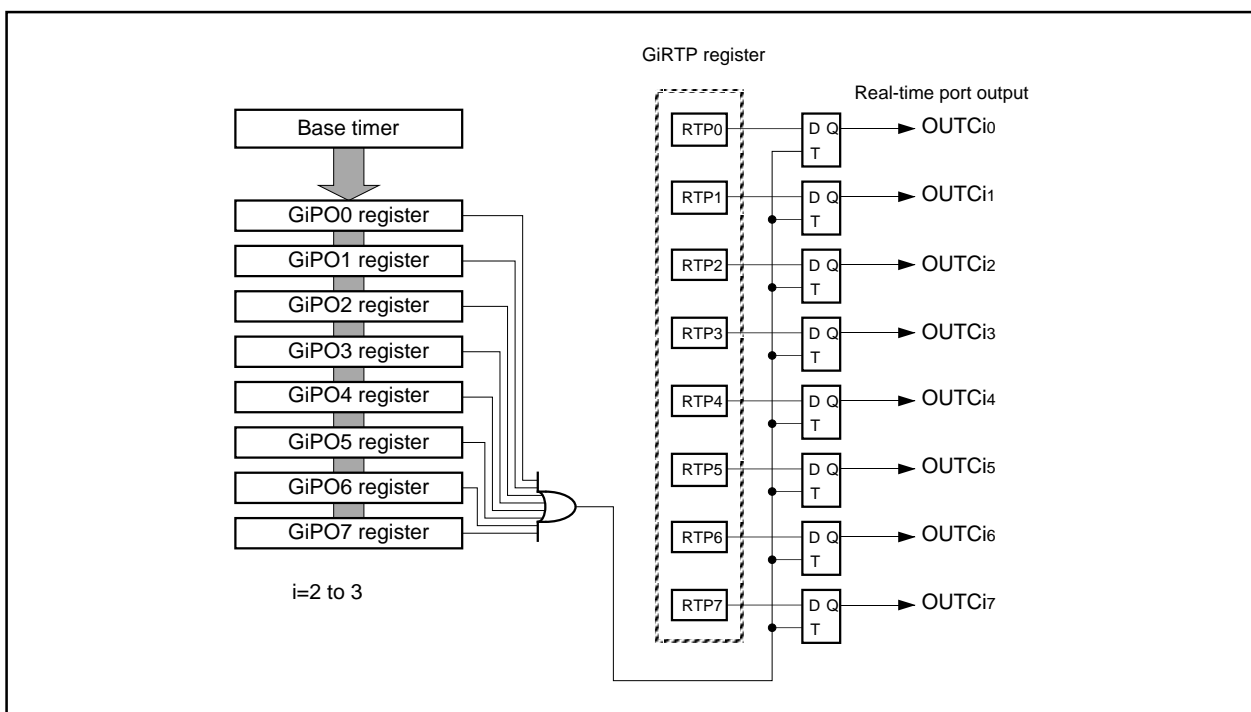 GiRTP register
Real-time port output
Base timer
GiPO0 register
GiPO1 register
GiPO2 register
GiPO3 register
GiPO4 register
GiPO5 register
GiPO6 register
GiPO7 register
i=2 to 3
RTP0
D Q
T
OUTCi0
RTP1
D Q
T
OUTCi1
RTP2
D Q
T
OUTCi2
RTP3
D Q
T
OUTCi3
RTP4
D Q
T
OUTCi4
RTP5
D Q
T
OUTCi5
RTP6
D Q
T
OUTCi6
RTP7
D Q
T
OUTCi7